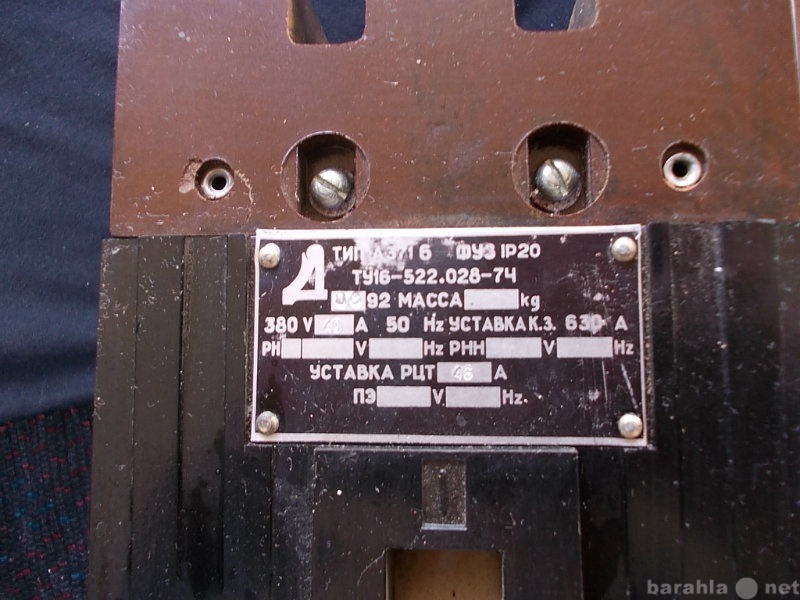 Д
ТИП А3716 ФУЗ IP20
ТУ16-522.028-74
92 МАССА kg
380 V А 50 Hz УСТАВКА К.З. 630 А
РН V Hz РНН V Hz
УСТАВКА РЦТ 46 А
ПЭ V Hz
barahla net